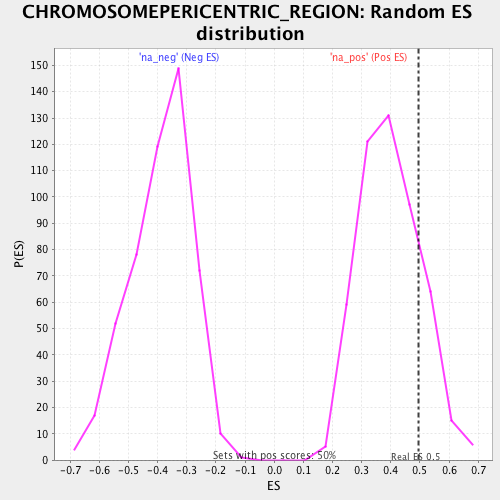 CHROMOSOMEPERICENTRIC_REGION: Random ES
distribution
'na_neg' (Neg ES)
'na_pos' (Pos ES)
150
140
130
120
110
100
90
80
70
60
50
40
30
20
10
0
P(ES)
Sets with pos scores: 50%
Real ES 0.5
-0.7 -0.6 -0.5 -0.4 -0.3 -0.2 -0.1 0.0 0.1 0.2 0.3 0.4 0.5 0.6 0.7
ES